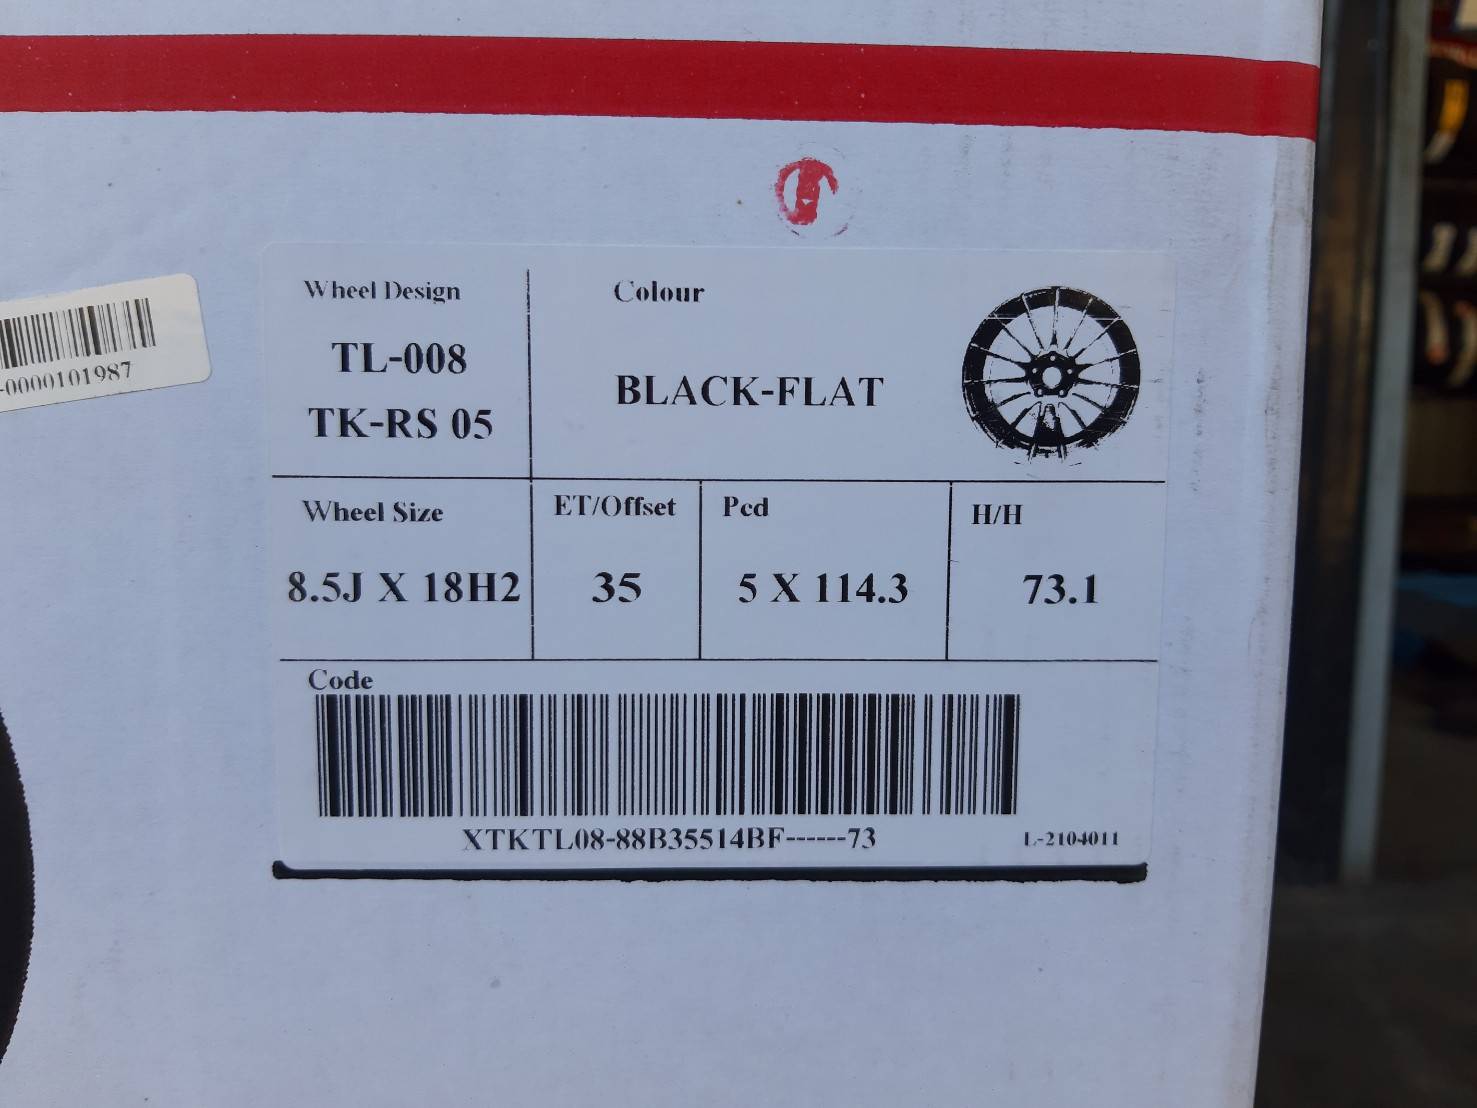 Wheel Design
TL-008
TK-RS 05
Colour
BLACK-FLAT
Wheel Size
8.5J X 18H2
ET/Offset
35
Pcd
5 X 114.3
H/H
73.1
Code
XTKTL08-88B35514BF------73
L-2104011
-0000101987